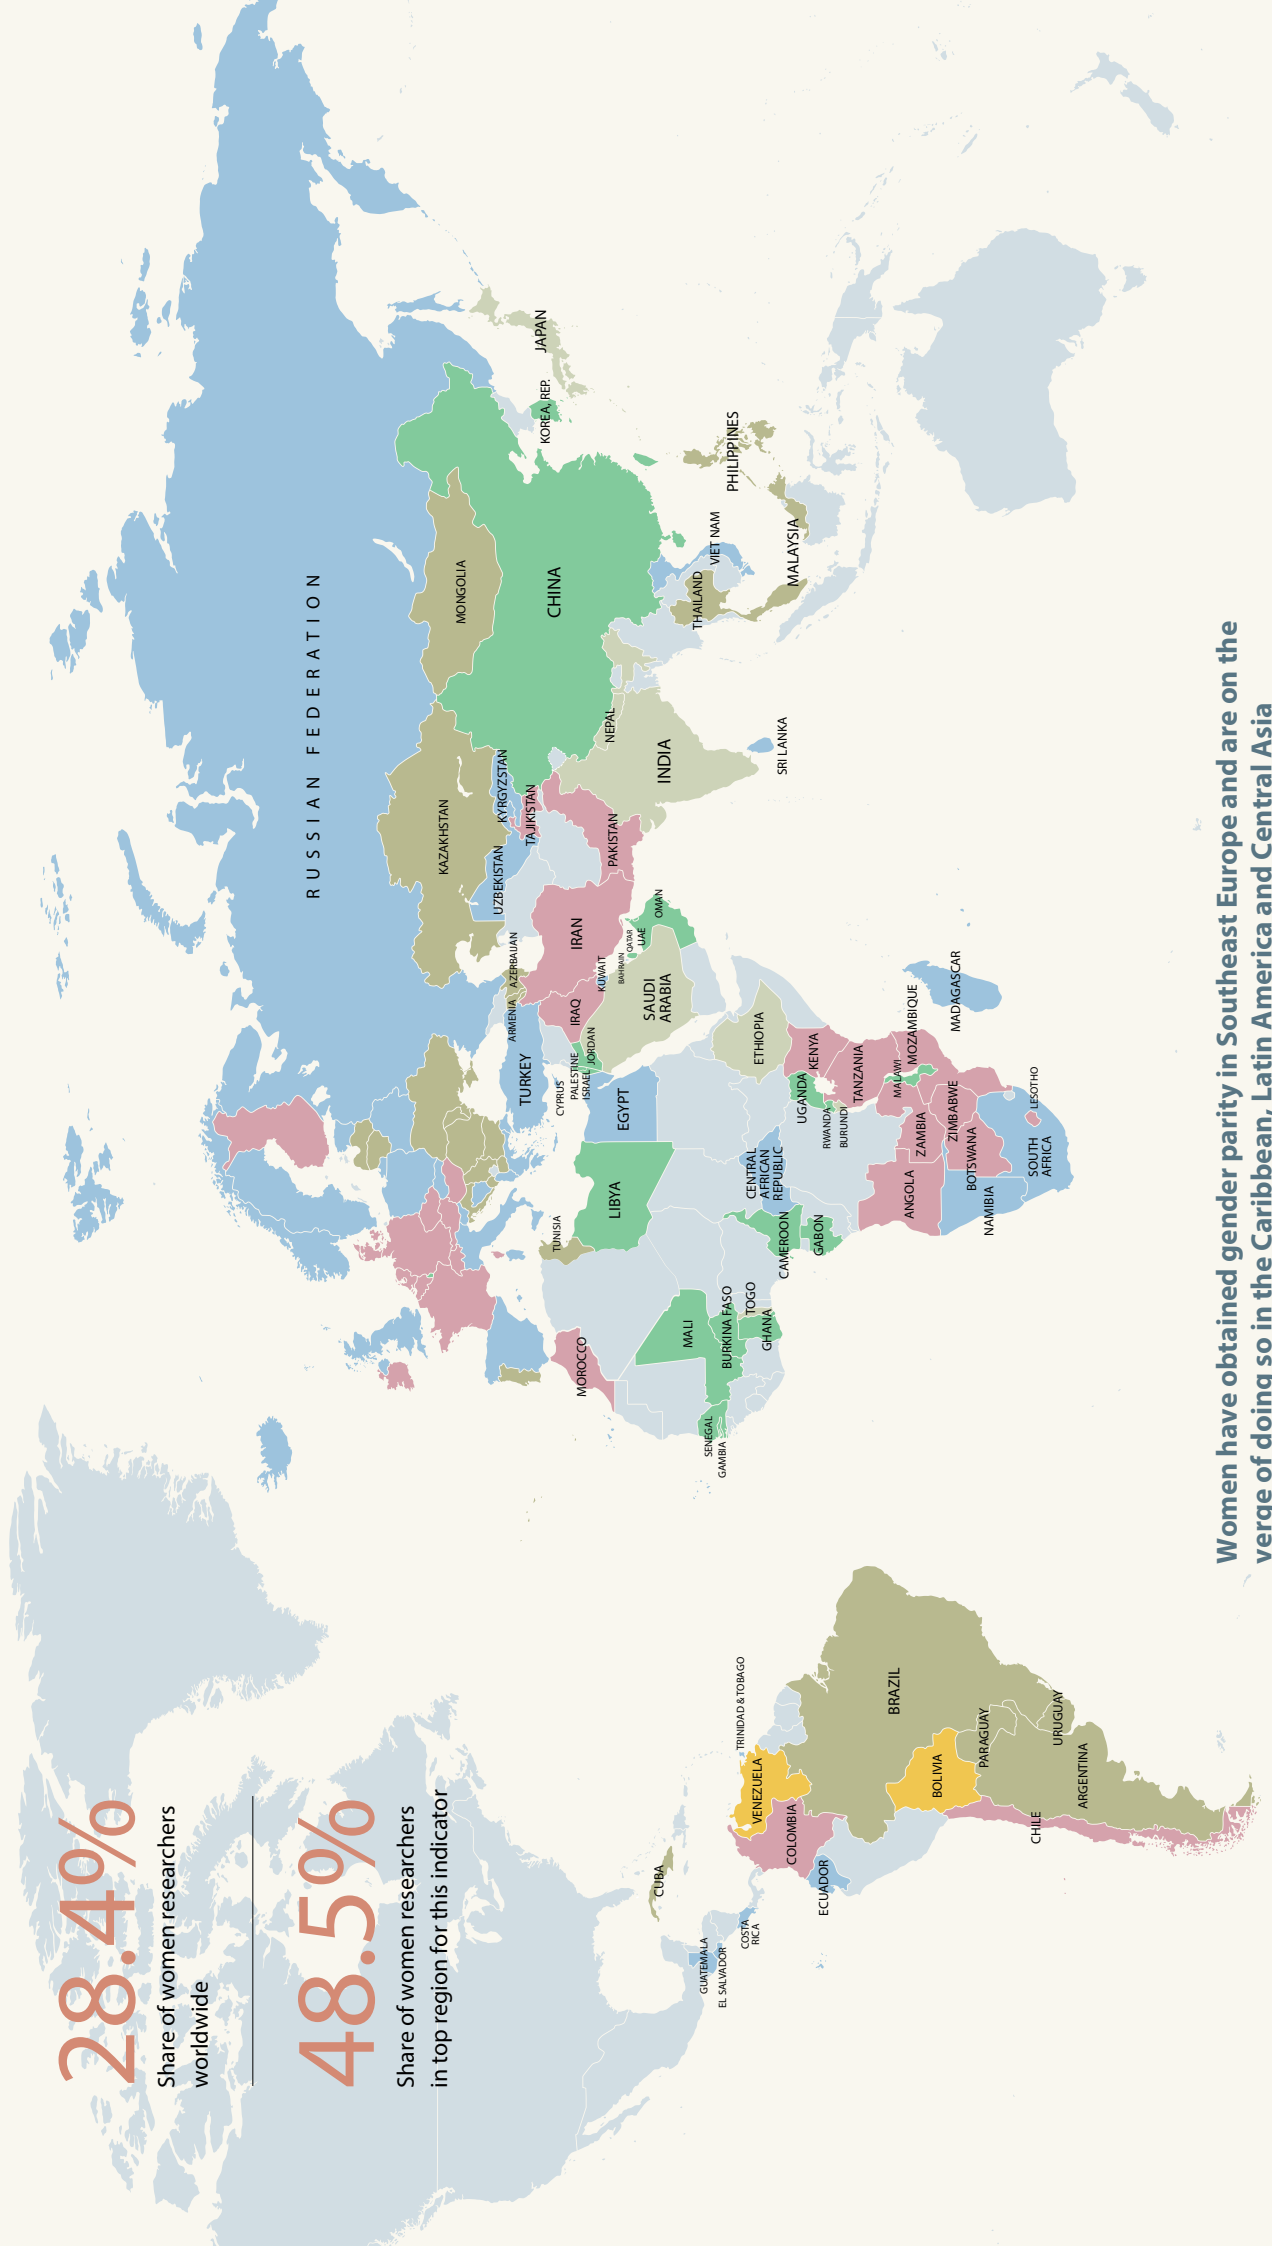 28.4%
Share of women researchers
worldwide
48.5%
Share of women researchers
in top region for this indicator
RUSSIAN FEDERATION
MONGOLIA
KAZAKHSTAN
CHINA
JAPAN
KOREA, REP.
KYRGYZSTAN
TAJIKISTAN
UZBEKISTAN
AZERBAIJAN
ARMENIA
TURKEY
CYPRUS
PALESTINE
ISRAEL
JORDAN
IRAQ
IRAN
KUWAIT
BAHRAIN
QATAR
UAE
OMAN
SAUDI
ARABIA
PAKISTAN
NEPAL
INDIA
SRI LANKA
THAILAND
VIET NAM
PHILIPPINES
MALAYSIA
TUNISIA
MOROCCO
LIBYA
EGYPT
MALI
SENEGAL
GAMBIA
BURKINA FASO
TOGO
GHANA
CAMEROON
GABON
CENTRAL
AFRICAN
REPUBLIC
ETHIOPIA
UGANDA
KENYA
RWANDA
BURUNDI
TANZANIA
MALAWI
MOZAMBIQUE
MADAGASCAR
ANGOLA
ZAMBIA
ZIMBABWE
BOTSWANA
NAMIBIA
SOUTH
AFRICA
LESOTHO
CUBA
GUATEMALA
EL SALVADOR
COSTA
RICA
TRINIDAD & TOBAGO
VENEZUELA
COLOMBIA
ECUADOR
BRAZIL
BOLIVIA
PARAGUAY
URUGUAY
ARGENTINA
CHILE
Women have obtained gender parity in Southeast Europe and are on the
verge of doing so in the Caribbean, Latin America and Central Asia